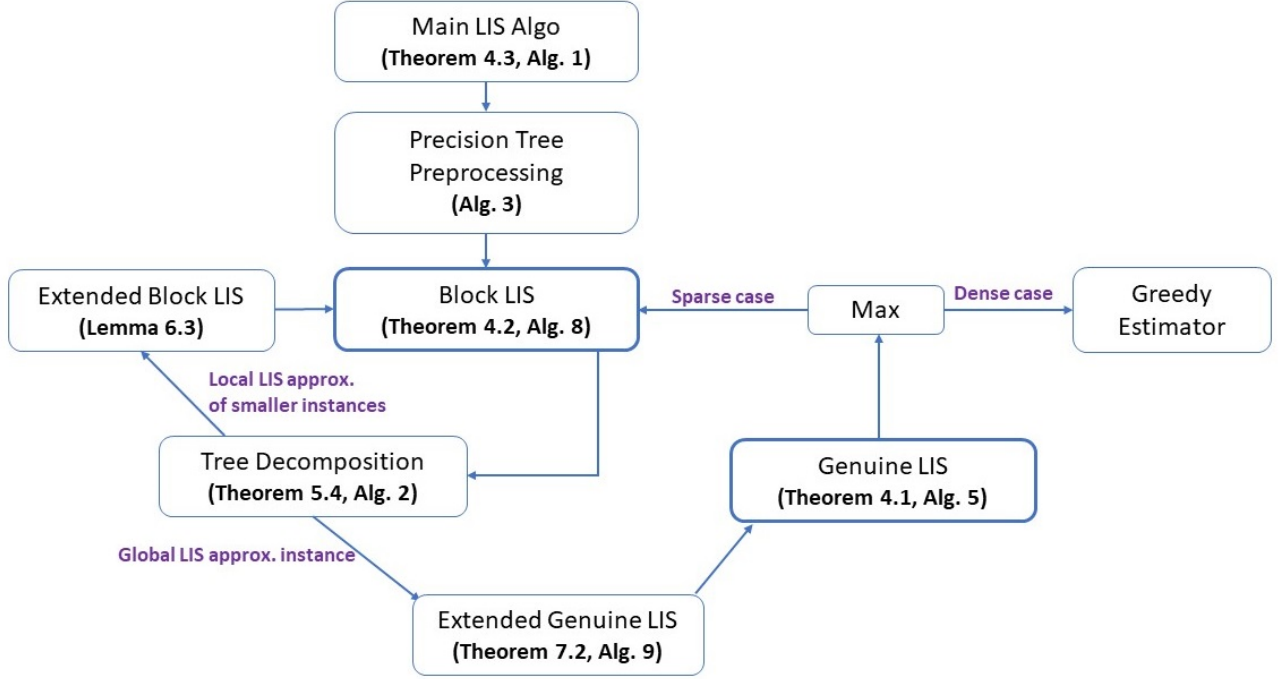 Main LIS Algo
(Theorem 4.3, Alg. 1)
Precision Tree
Preprocessing
(Alg. 3)
Extended Block LIS
(Lemma 6.3)
Block LIS
(Theorem 4.2, Alg. 8)
Sparse case
Max
Dense case
Greedy
Estimator
Local LIS approx.
of smaller instances
Tree Decomposition
(Theorem 5.4, Alg. 2)
Genuine LIS
(Theorem 4.1, Alg. 5)
Global LIS approx. instance
Extended Genuine LIS
(Theorem 7.2, Alg. 9)